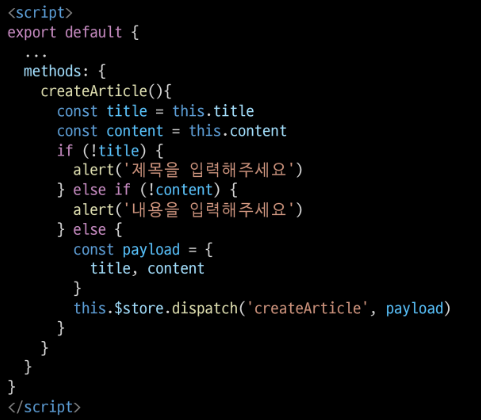 <script>
export default {
  ...
  methods: {
    createArticle(){
      const title = this.title
      const content = this.content
      if (!title) {
        alert('제목을 입력해주세요')
      } else if (!content) {
        alert('내용을 입력해주세요')
      } else {
        const payload = {
          title, content
        }
        this.$store.dispatch('createArticle', payload)
      }
    }
  }
}
</script>